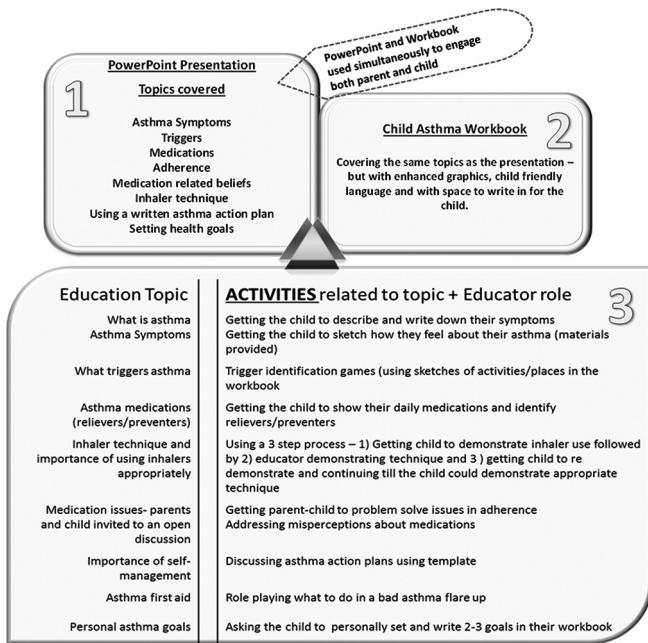 PowerPoint and Workbook
used simultaneously to engage
both parent and child
1
PowerPoint Presentation
Topics covered
Asthma Symptoms
Triggers
Medications
Adherence
Medication related beliefs
Inhaler technique
Using a written asthma action plan
Setting health goals
2
Child Asthma Workbook
Covering the same topics as the presentation –
but with enhanced graphics, child friendly
language and with space to write in for the
child.
3
Education Topic
ACTIVITIES related to topic + Educator role
What is asthma
Getting the child to describe and write down their symptoms
Asthma Symptoms
Getting the child to sketch how they feel about their asthma (materials
provided)
What triggers asthma
Trigger identification games (using sketches of activities/places in the
workbook
Asthma medications
(relievers/preventers)
Getting the child to show their daily medications and identify
relievers/preventers
Inhaler technique and
importance of using inhalers
appropriately
Using a 3 step process – 1) Getting child to demonstrate inhaler use followed
by 2) educator demonstrating technique and 3 ) getting child to re
demonstrate and continuing till the child could demonstrate appropriate
technique
Medication issues- parents
and child invited to an open
discussion
Getting parent-child to problem solve issues in adherence
Addressing misperceptions about medications
Importance of self-
management
Discussing asthma action plans using template
Asthma first aid
Role playing what to do in a bad asthma flare up
Personal asthma goals
Asking the child to personally set and write 2-3 goals in their workbook